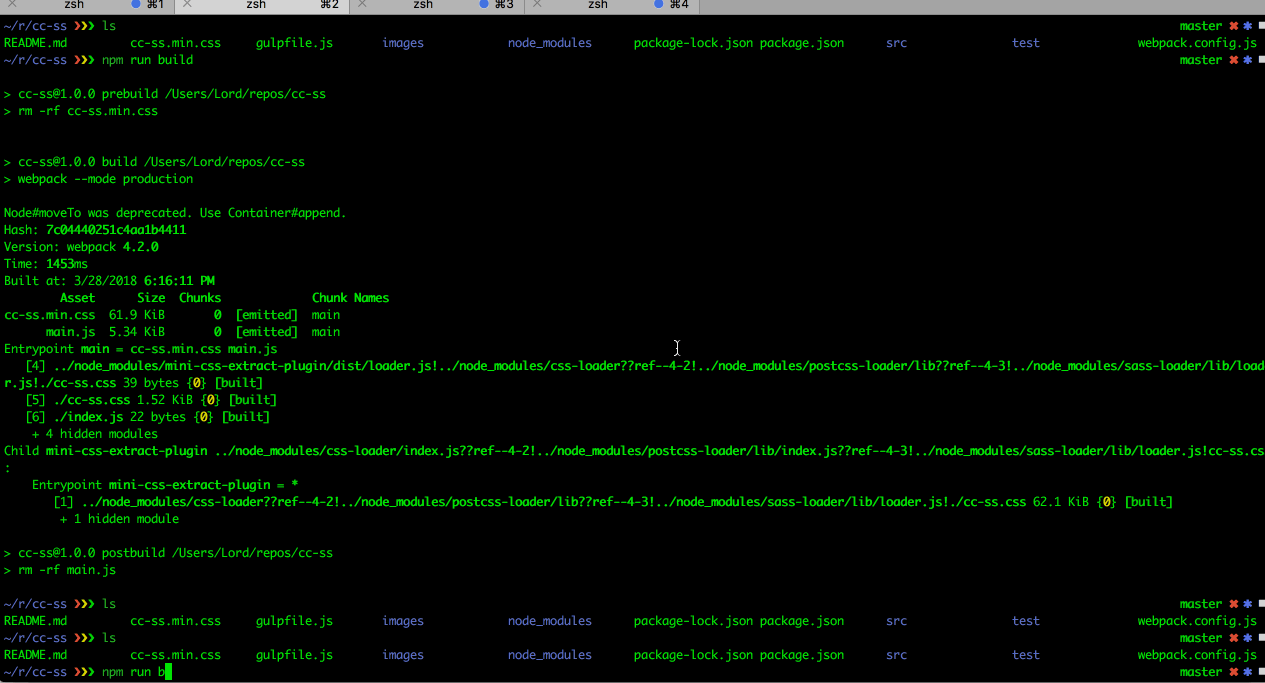 zsh ⌘1 zsh ⌘2 zsh ⌘3 zsh ⌘4
~/r/cc-ss ❯❯❯ ls master ✖ ✱
README.md cc-ss.min.css gulpfile.js images node_modules package-lock.json package.json src test webpack.config.js
~/r/cc-ss ❯❯❯ npm run build master ✖ ✱
> cc-ss@1.0.0 prebuild /Users/Lord/repos/cc-ss
> rm -rf cc-ss.min.css
> cc-ss@1.0.0 build /Users/Lord/repos/cc-ss
> webpack --mode production
Node#moveTo was deprecated. Use Container#append.
Hash: 7c04440251c4aa1b4411
Version: webpack 4.2.0
Time: 1453ms
Built at: 3/28/2018 6:16:11 PM
Asset Size Chunks Chunk Names
cc-ss.min.css 61.9 KiB 0 [emitted] main
main.js 5.34 KiB 0 [emitted] main
Entrypoint main = cc-ss.min.css main.js
[4] ../node_modules/mini-css-extract-plugin/dist/loader.js!../node_modules/css-loader??ref--4-2!../node_modules/postcss-loader/lib??ref--4-3!../node_modules/sass-loader/lib/load
r.js!./cc-ss.css 39 bytes {0} [built]
[5] ./cc-ss.css 1.52 KiB {0} [built]
[6] ./index.js 22 bytes {0} [built]
+ 4 hidden modules
Child mini-css-extract-plugin ../node_modules/css-loader/index.js??ref--4-2!../node_modules/postcss-loader/lib/index.js??ref--4-3!../node_modules/sass-loader/lib/loader.js!cc-ss.cs
:
Entrypoint mini-css-extract-plugin = *
[1] ../node_modules/css-loader??ref--4-2!../node_modules/postcss-loader/lib??ref--4-3!../node_modules/sass-loader/lib/loader.js!./cc-ss.css 62.1 KiB {0} [built]
+ 1 hidden module
> cc-ss@1.0.0 postbuild /Users/Lord/repos/cc-ss
> rm -rf main.js
~/r/cc-ss ❯❯❯ ls master ✖ ✱
README.md cc-ss.min.css gulpfile.js images node_modules package-lock.json package.json src test webpack.config.js
~/r/cc-ss ❯❯❯ ls master ✖ ✱
README.md cc-ss.min.css gulpfile.js images node_modules package-lock.json package.json src test webpack.config.js
~/r/cc-ss ❯❯❯ npm run b master ✖ ✱